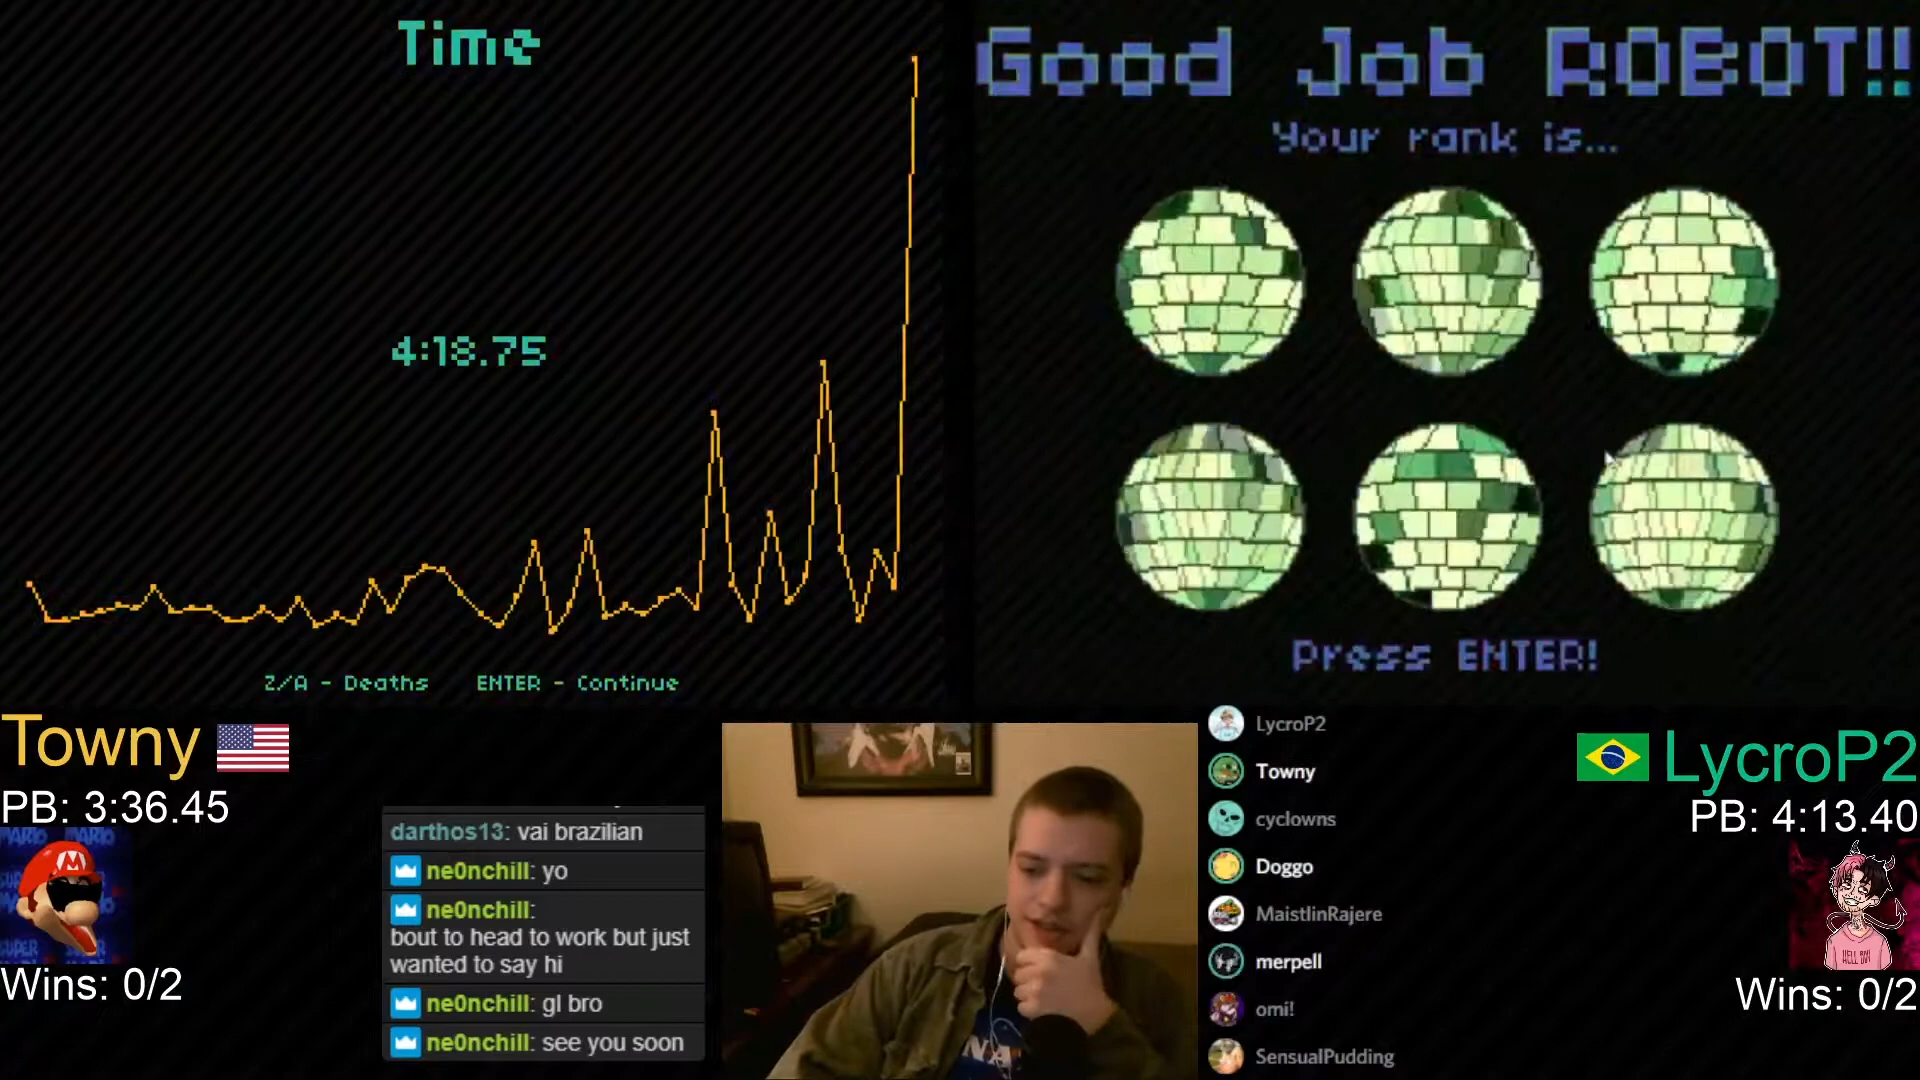 Time
4:18.75
Z/A - Deaths    ENTER - Continue
Good Job ROBOT!!
Your rank is...
Press ENTER!
Towny
PB: 3:36.45
Wins: 0/2
darthos13: vai brazilian
ne0nchill: yo
ne0nchill:
bout to head to work but just
wanted to say hi
ne0nchill: gl bro
ne0nchill: see you soon
LycroP2
Towny
cyclowns
Doggo
MaistlinRajere
merpell
omi!
SensualPudding
LycroP2
PB: 4:13.40
Wins: 0/2